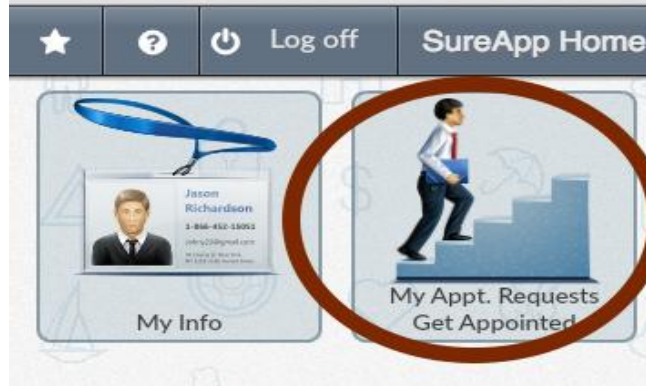 Log off
SureApp Home
Jason
Richardson
My Info
My Appt. Requests
Get Appointed